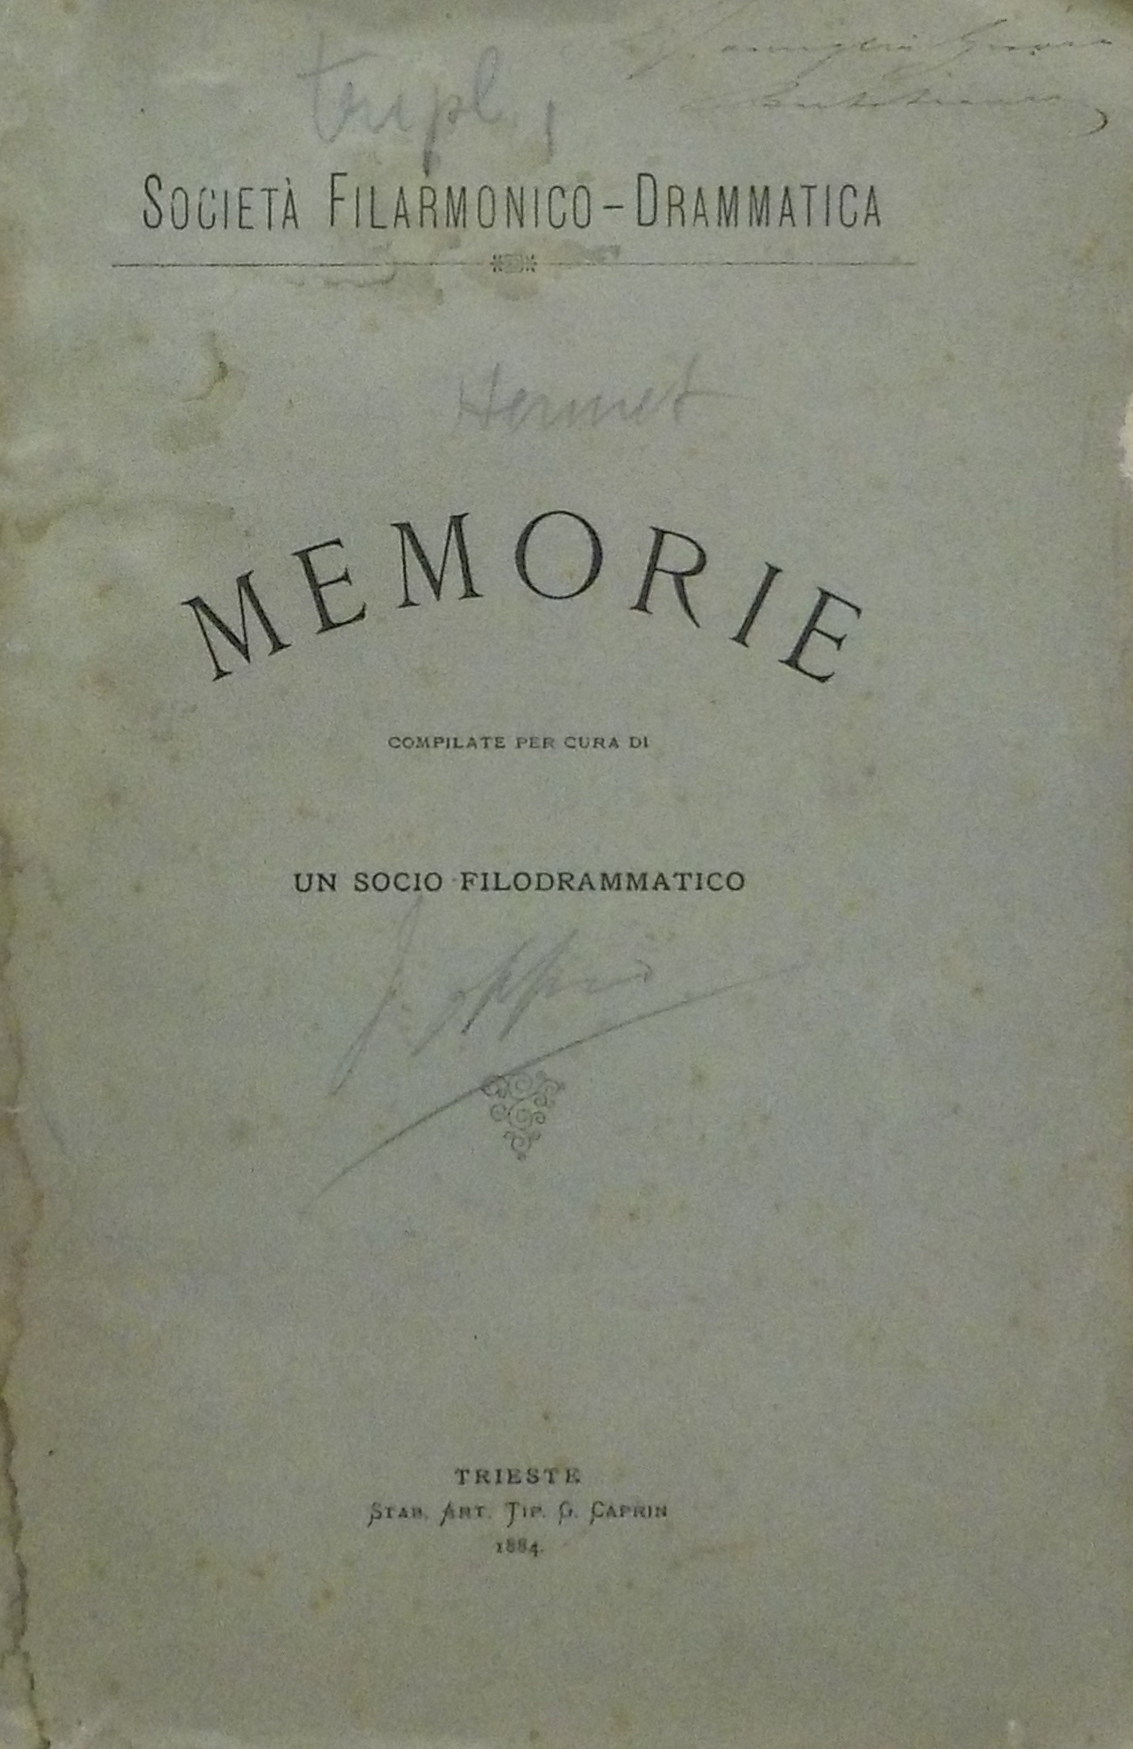 tripl.
SOCIETÀ FILARMONICO-DRAMMATICA
Hermet
MEMORIE
COMPILATE PER CURA DI
UN SOCIO FILODRAMMATICO
TRIESTE
STAB. ART. TIP. G. CAPRIN
1884.